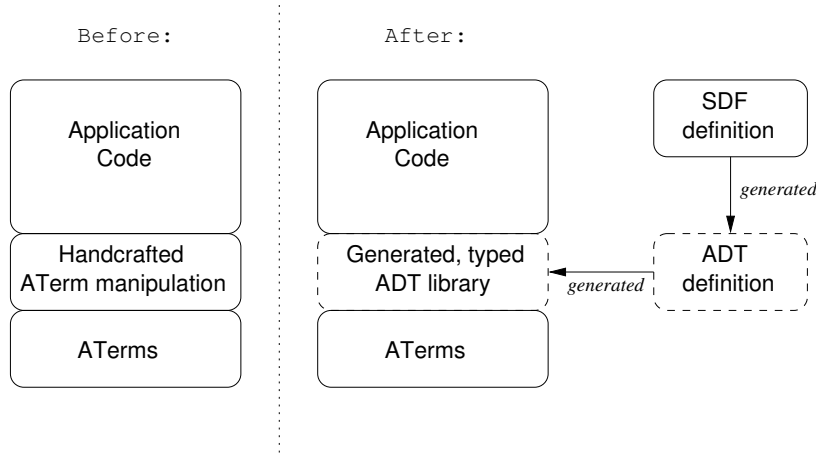 Before:
After:
Application
Code
Handcrafted
ATerm manipulation
ATerms
Application
Code
Generated, typed
ADT library
ATerms
SDF
definition
generated
ADT
definition
generated